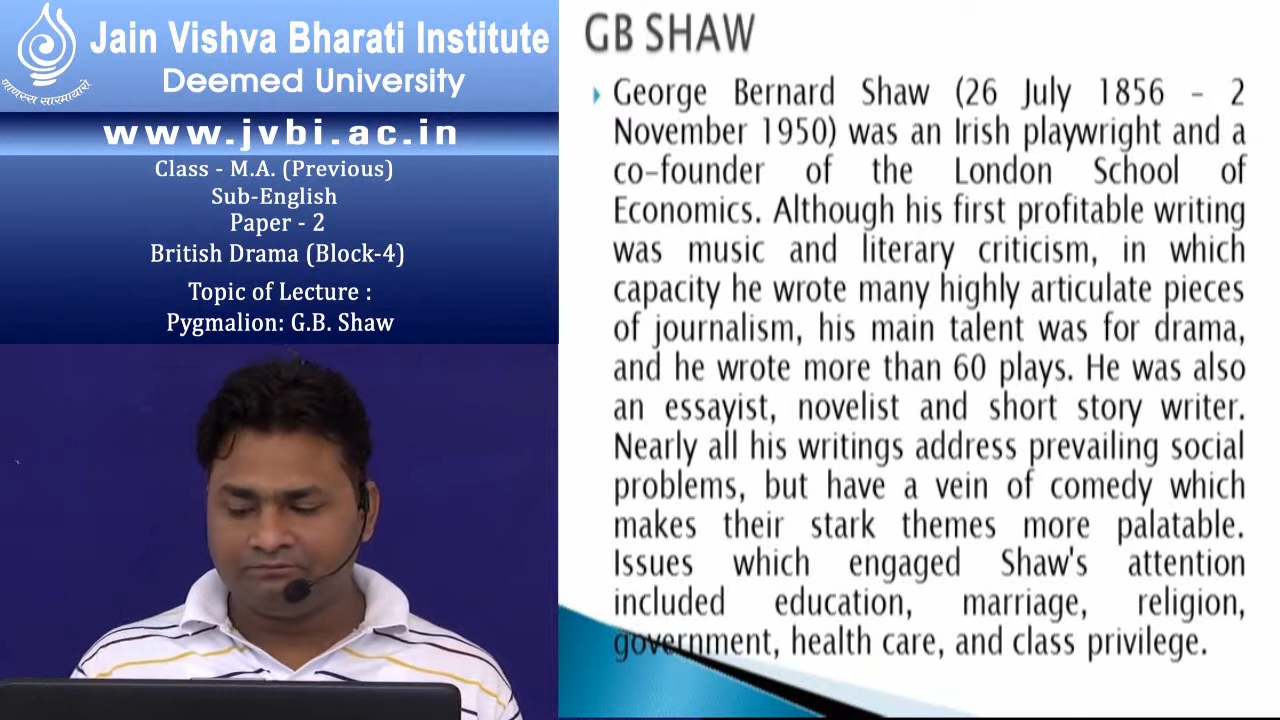 Jain Vishva Bharati Institute
Deemed University
णाणस्स सारमायारो
www.jvbi.ac.in
Class - M.A. (Previous)
Sub-English
Paper - 2
British Drama (Block-4)
Topic of Lecture :
Pygmalion: G.B. Shaw
GB SHAW
George Bernard Shaw (26 July 1856 - 2
November 1950) was an Irish playwright and a
co-founder of the London School of
Economics. Although his first profitable writing
was music and literary criticism, in which
capacity he wrote many highly articulate pieces
of journalism, his main talent was for drama,
and he wrote more than 60 plays. He was also
an essayist, novelist and short story writer.
Nearly all his writings address prevailing social
problems, but have a vein of comedy which
makes their stark themes more palatable.
Issues which engaged Shaw's attention
included education, marriage, religion,
government, health care, and class privilege.